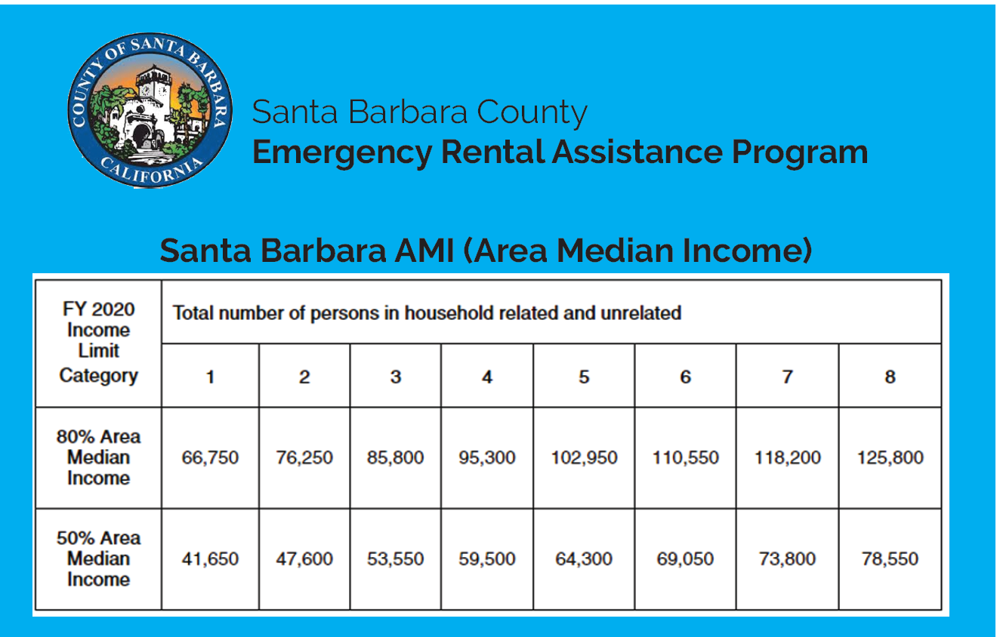 COUNTY OF SANTA BARBARA
CALIFORNIA
Santa Barbara County
Emergency Rental Assistance Program
Santa Barbara AMI (Area Median Income)
FY 2020
Income
Limit
Category
Total number of persons in household related and unrelated
1 2 3 4 5 6 7 8
80% Area
Median
Income
66,750 76,250 85,800 95,300 102,950 110,550 118,200 125,800
50% Area
Median
Income
41,650 47,600 53,550 59,500 64,300 69,050 73,800 78,550